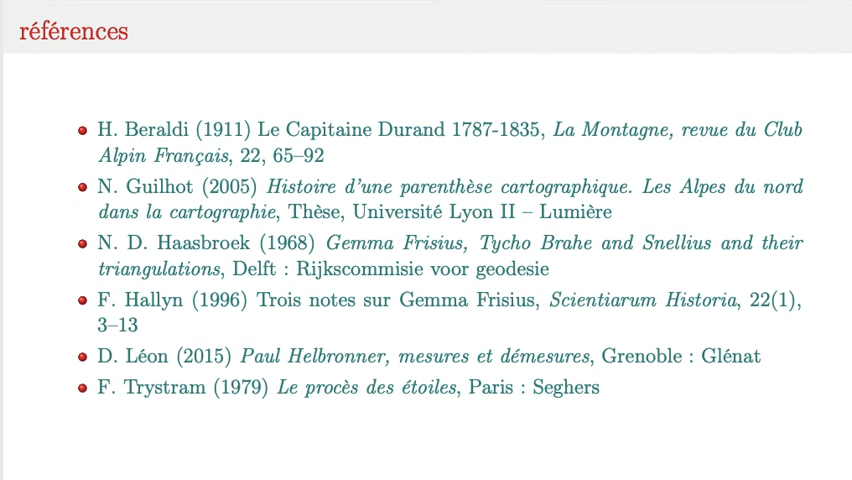 références
H. Beraldi (1911) Le Capitaine Durand 1787-1835, La Montagne, revue du Club
Alpin Français, 22, 65–92
N. Guilhot (2005) Histoire d'une parenthèse cartographique. Les Alpes du nord
dans la cartographie, Thèse, Université Lyon II – Lumière
N. D. Haasbroek (1968) Gemma Frisius, Tycho Brahe and Snellius and their
triangulations, Delft : Rijkscommisie voor geodesie
F. Hallyn (1996) Trois notes sur Gemma Frisius, Scientiarum Historia, 22(1),
3–13
D. Léon (2015) Paul Helbronner, mesures et démesures, Grenoble : Glénat
F. Trystram (1979) Le procès des étoiles, Paris : Seghers